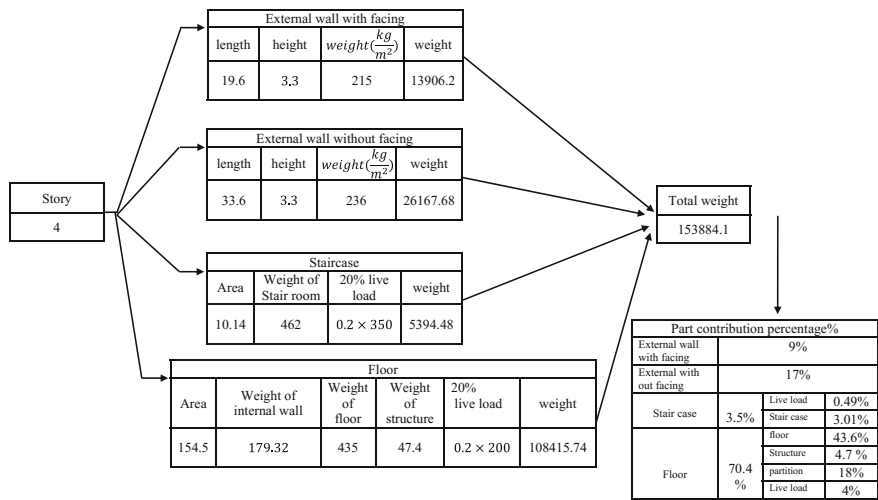 External wall with facing
length height weight(kg/m²) weight
19.6 3.3 215 13906.2
External wall without facing
length height weight(kg/m²) weight
33.6 3.3 236 26167.68
Story
4
Total weight
153884.1
Staircase
Area Weight of Stair room 20% live load weight
10.14 462 0.2 × 350 5394.48
Floor
Area Weight of internal wall Weight of floor Weight of structure 20% live load weight
154.5 179.32 435 47.4 0.2 × 200 108415.74
Part contribution percentage%
External wall with facing 9%
External with out facing 17%
Stair case 3.5% Live load 0.49%
Stair case 3.01%
Floor 70.4 % floor 43.6%
Structure 4.7 %
partition 18%
Live load 4%